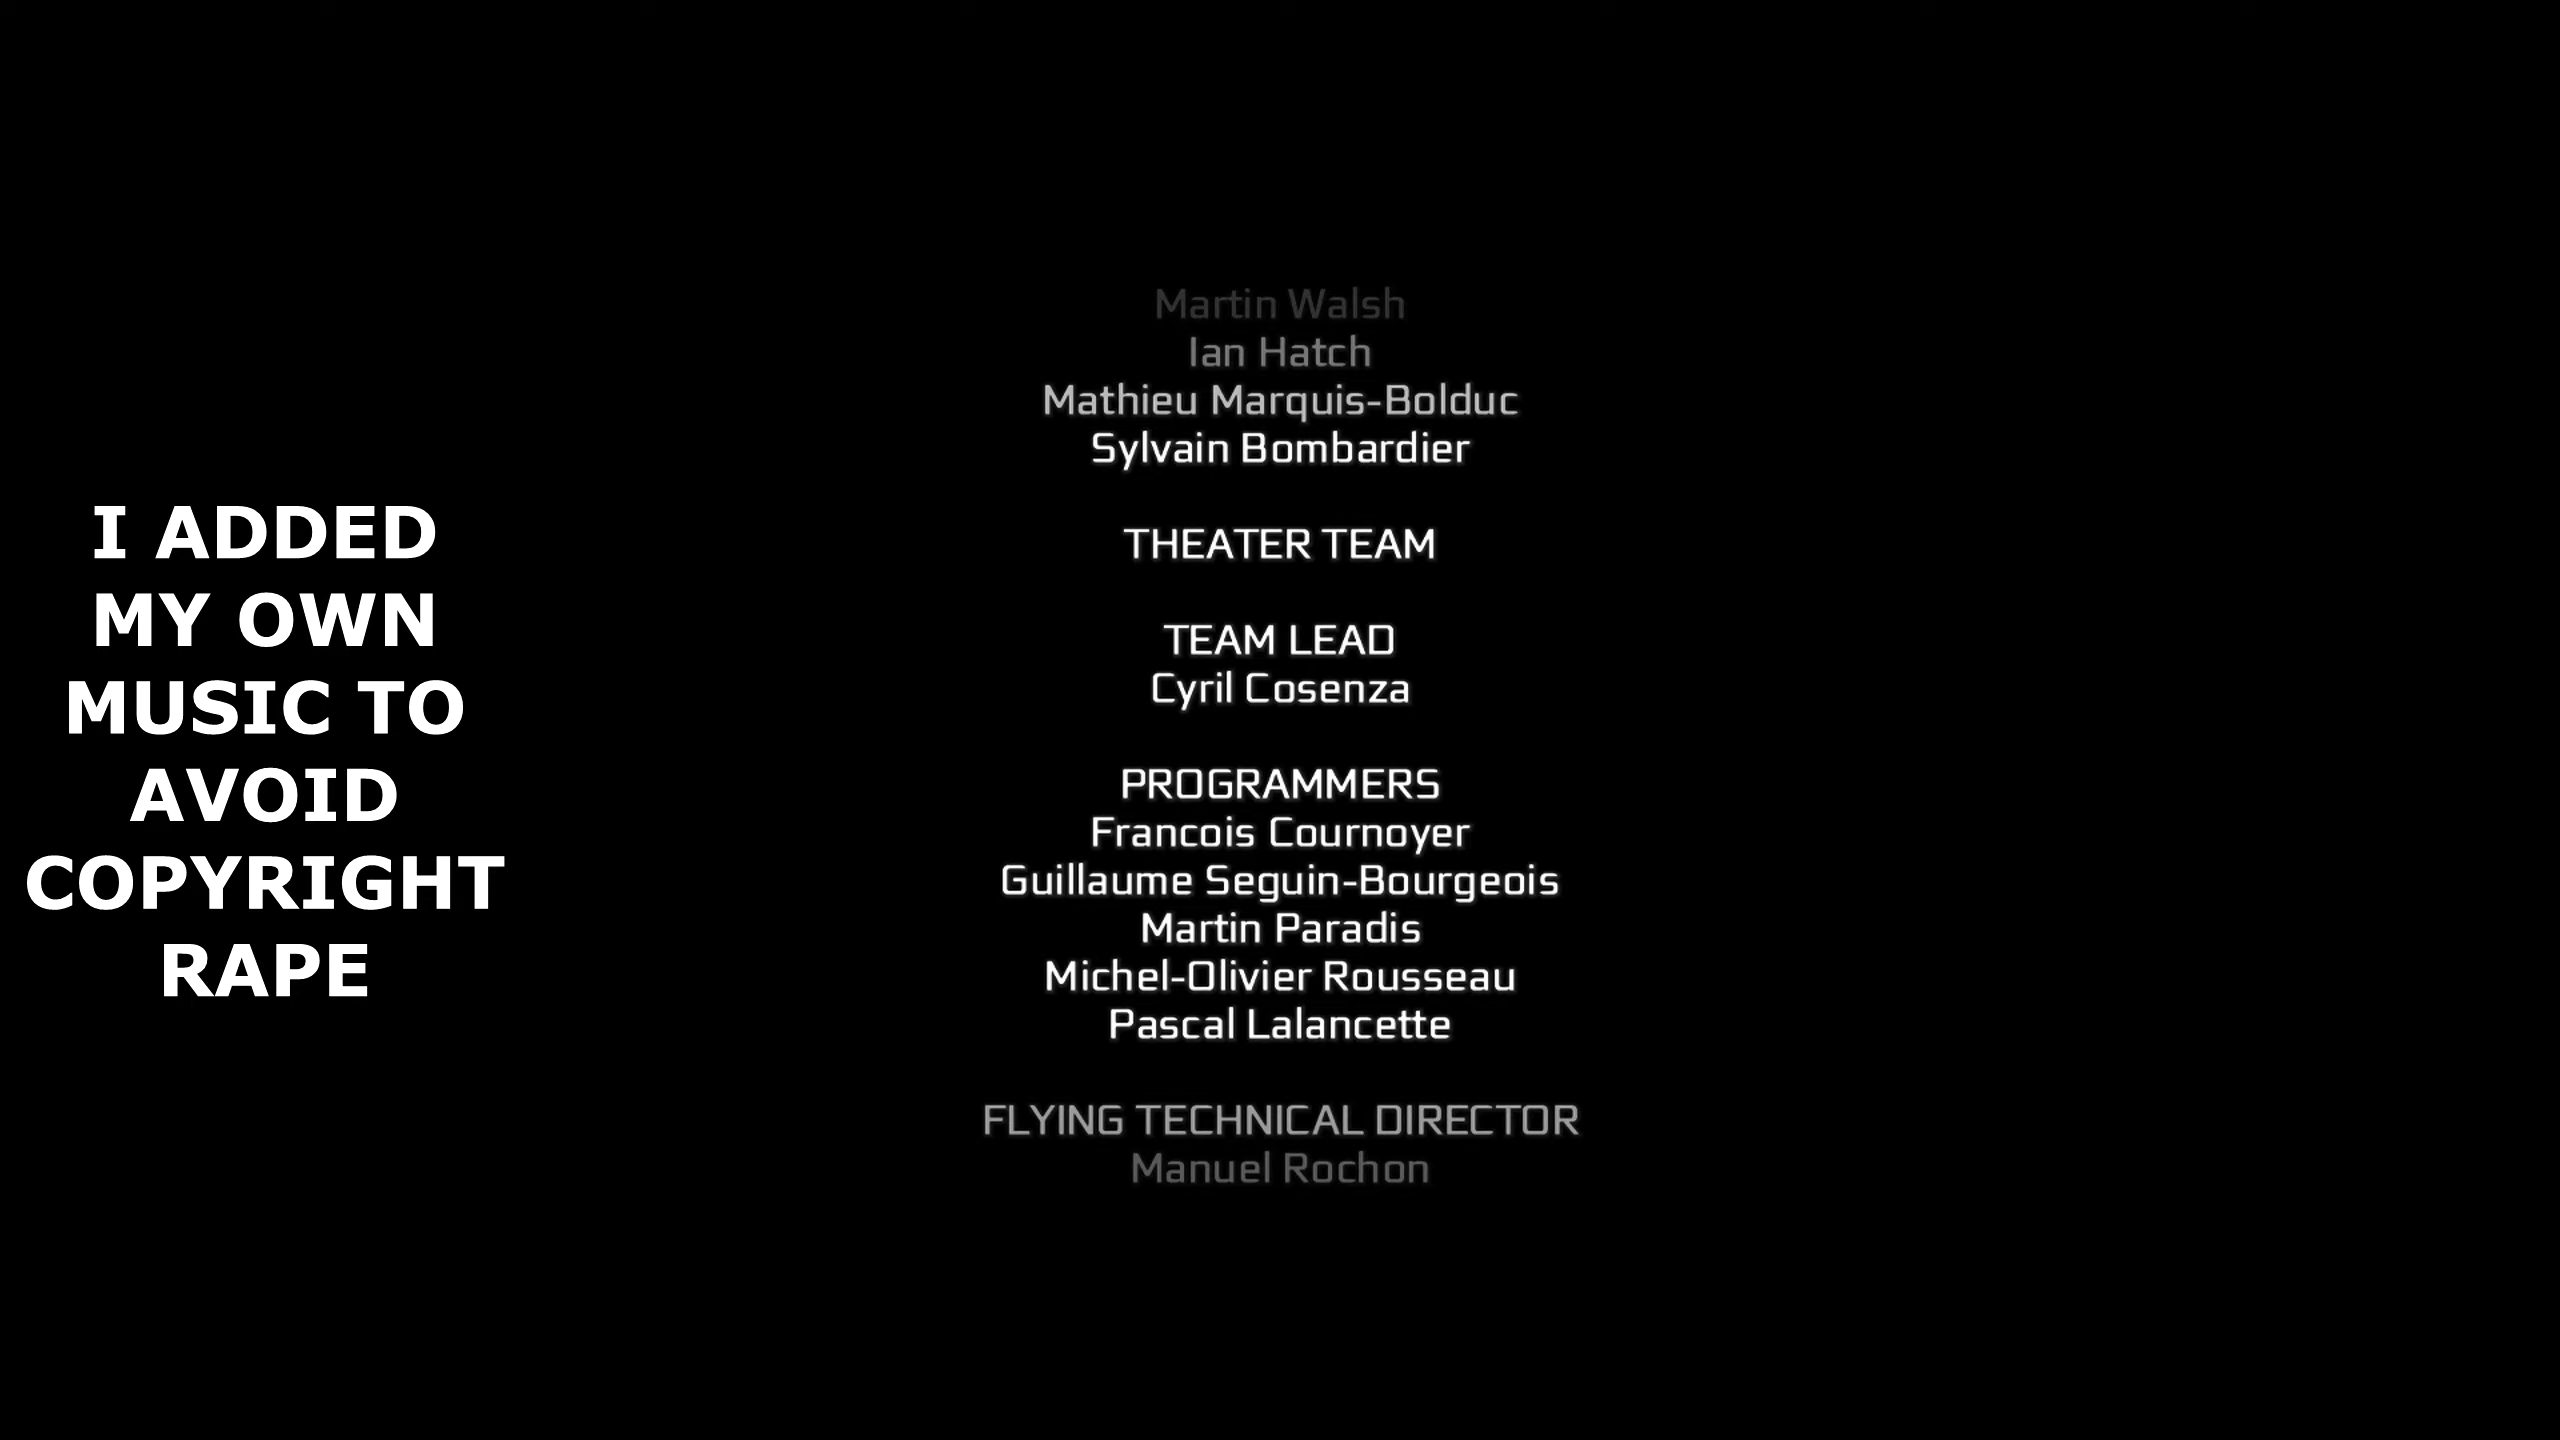 I ADDED
MY OWN
MUSIC TO
AVOID
COPYRIGHT
RAPE
Martin Walsh
Ian Hatch
Mathieu Marquis-Bolduc
Sylvain Bombardier
THEATER TEAM
TEAM LEAD
Cyril Cosenza
PROGRAMMERS
Francois Cournoyer
Guillaume Seguin-Bourgeois
Martin Paradis
Michel-Olivier Rousseau
Pascal Lalancette
FLYING TECHNICAL DIRECTOR
Manuel Rochon